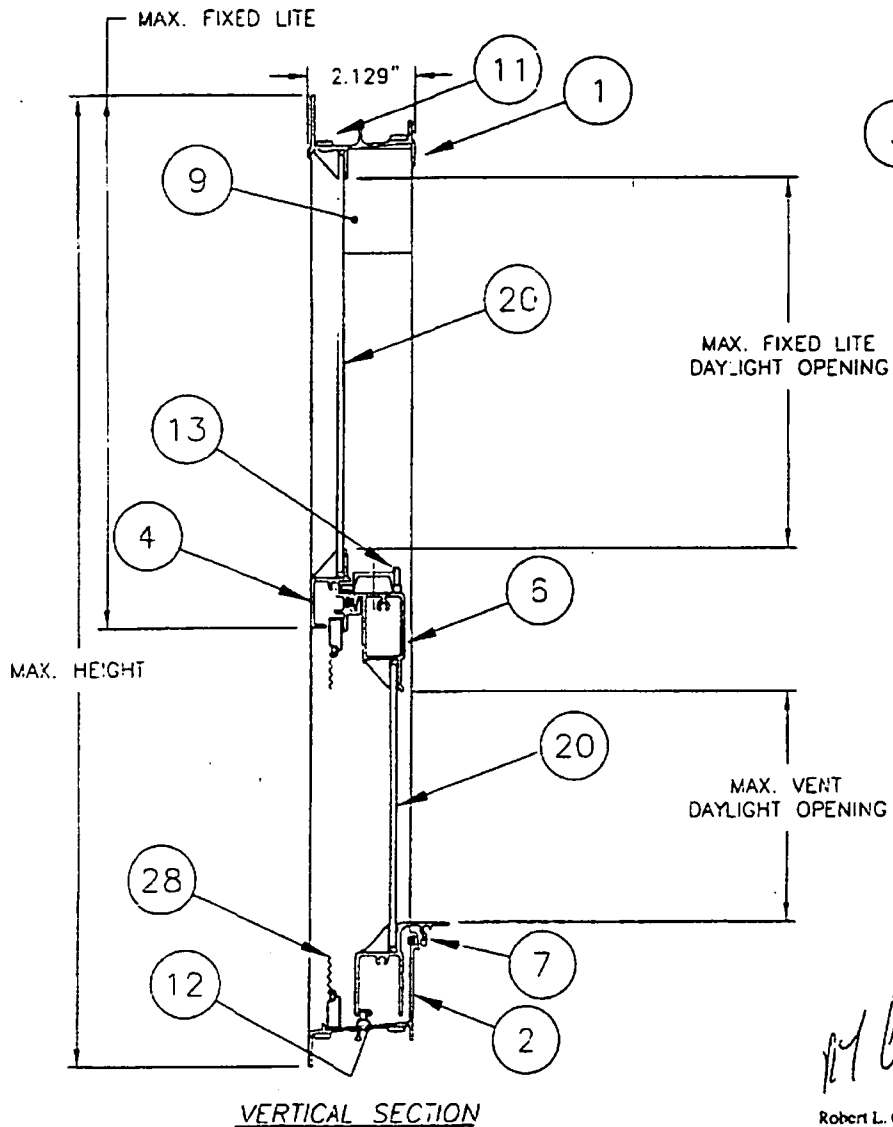 MAX. FIXED LITE
2.129"
11
1
9
20
MAX. FIXED LITE
DAYLIGHT OPENING
13
4
6
MAX. HEIGHT
20
MAX. VENT
DAYLIGHT OPENING
28
7
12
2
VERTICAL SECTION
Robert L.